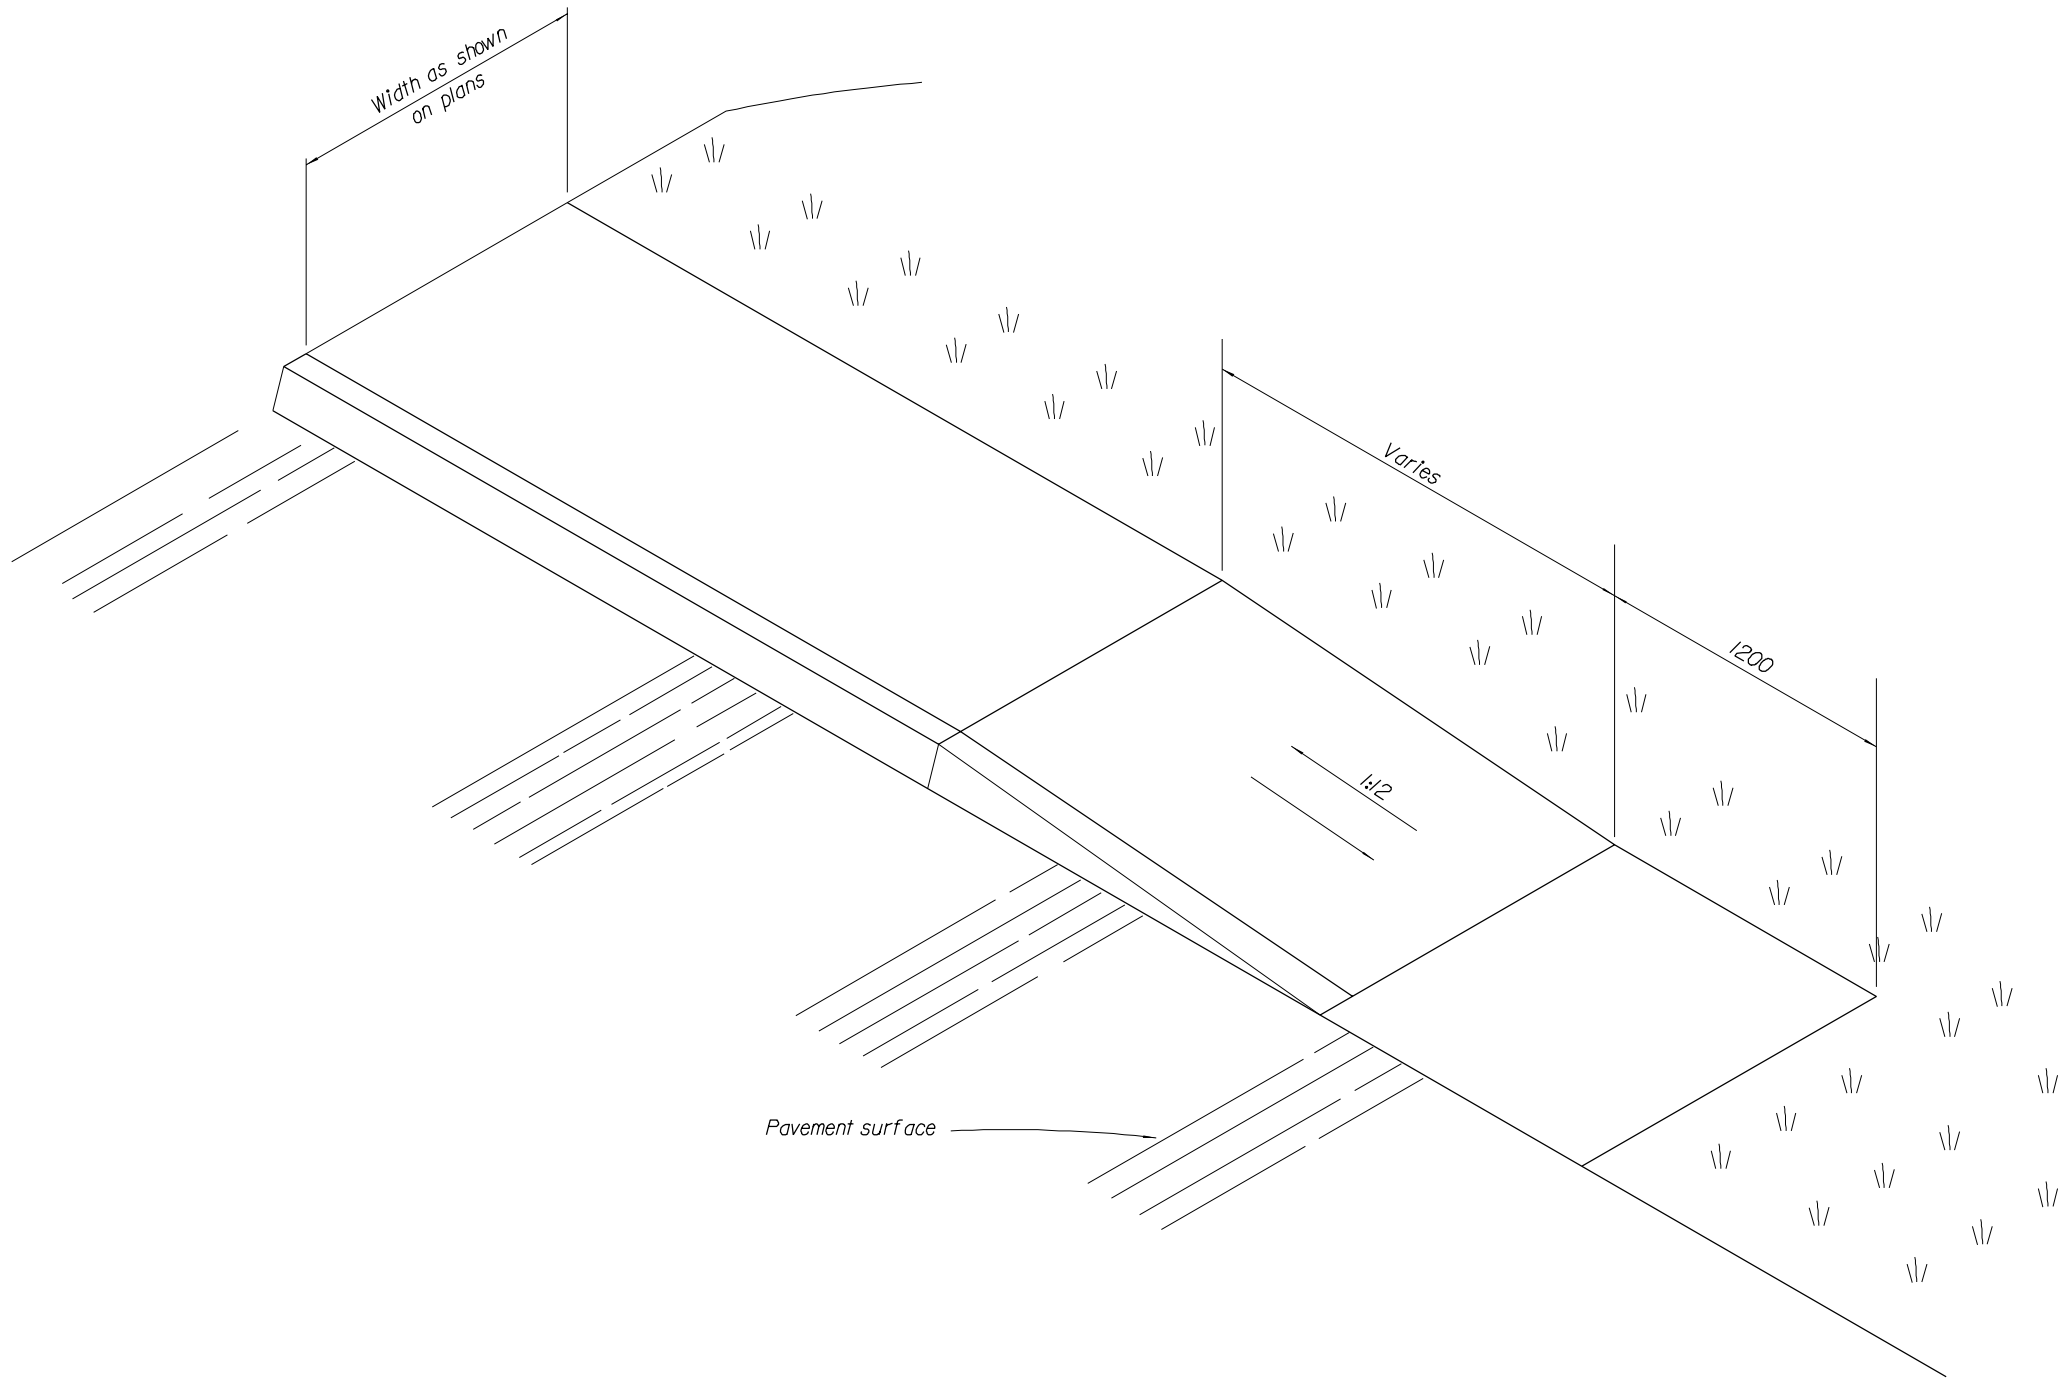 Width as shown
on plans
Varies
1200
1:12
Pavement surface